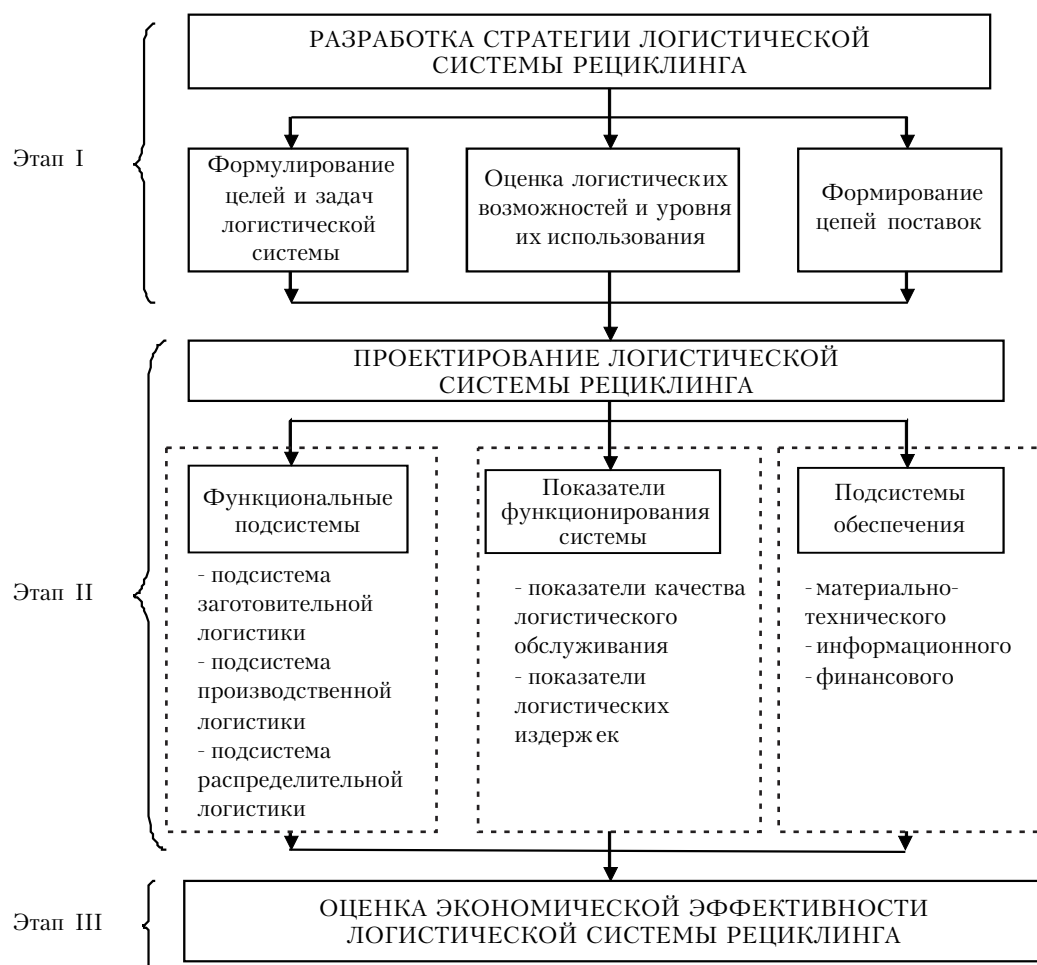 РАЗРАБОТКА СТРАТЕГИИ ЛОГИСТИЧЕСКОЙ
СИСТЕМЫ РЕЦИКЛИНГА
Этап I
Формулирование
целей и задач
логистической
системы
Оценка логистических
возможностей и уровня
их использования
Формирование
цепей поставок
ПРОЕКТИРОВАНИЕ ЛОГИСТИЧЕСКОЙ
СИСТЕМЫ РЕЦИКЛИНГА
Этап II
Функциональные
подсистемы
- подсистема
заготовительной
логистики
- подсистема
производственной
логистики
- подсистема
распределительной
логистики
Показатели
функционирования
системы
- показатели качества
логистического
обслуживания
- показатели
логистических
издержек
Подсистемы
обеспечения
- материально-
технического
- информационного
- финансового
Этап III
ОЦЕНКА ЭКОНОМИЧЕСКОЙ ЭФФЕКТИВНОСТИ
ЛОГИСТИЧЕСКОЙ СИСТЕМЫ РЕЦИКЛИНГА